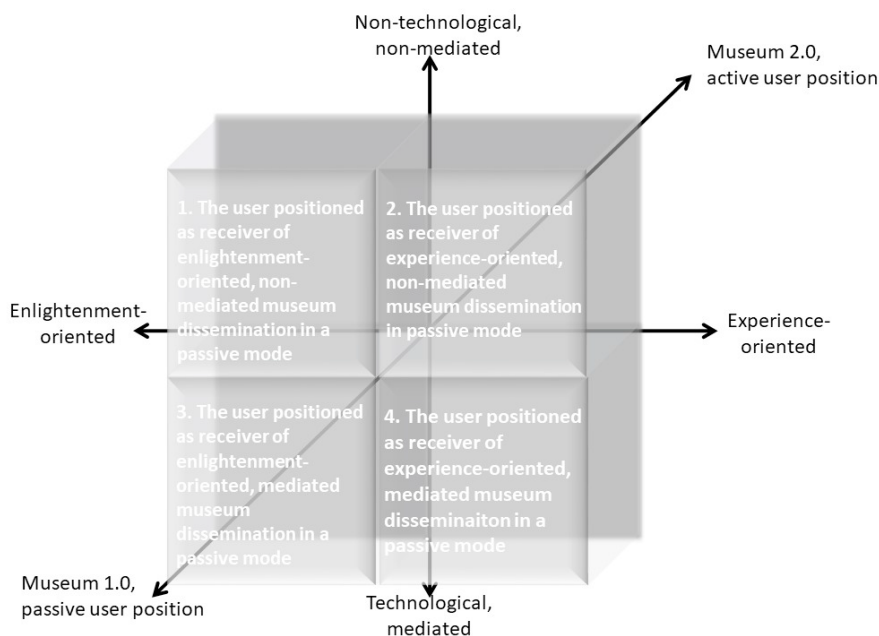 Non-technological,
non-mediated
Museum 2.0,
active user position
1. The user positioned
as receiver of
enlightenment-
oriented, non-
mediated museum
dissemination in a
passive mode
2. The user positioned
as receiver of
experience-oriented,
non-mediated
museum dissemination
in passive mode
Enlightenment-
oriented
Experience-
oriented
3. The user positioned
as receiver of
enlightenment-
oriented, mediated
museum
dissemination in a
passive mode
4. The user positioned
as receiver of
experience-oriented,
mediated museum
disseminaiton in a
passive mode
Museum 1.0,
passive user position
Technological,
mediated